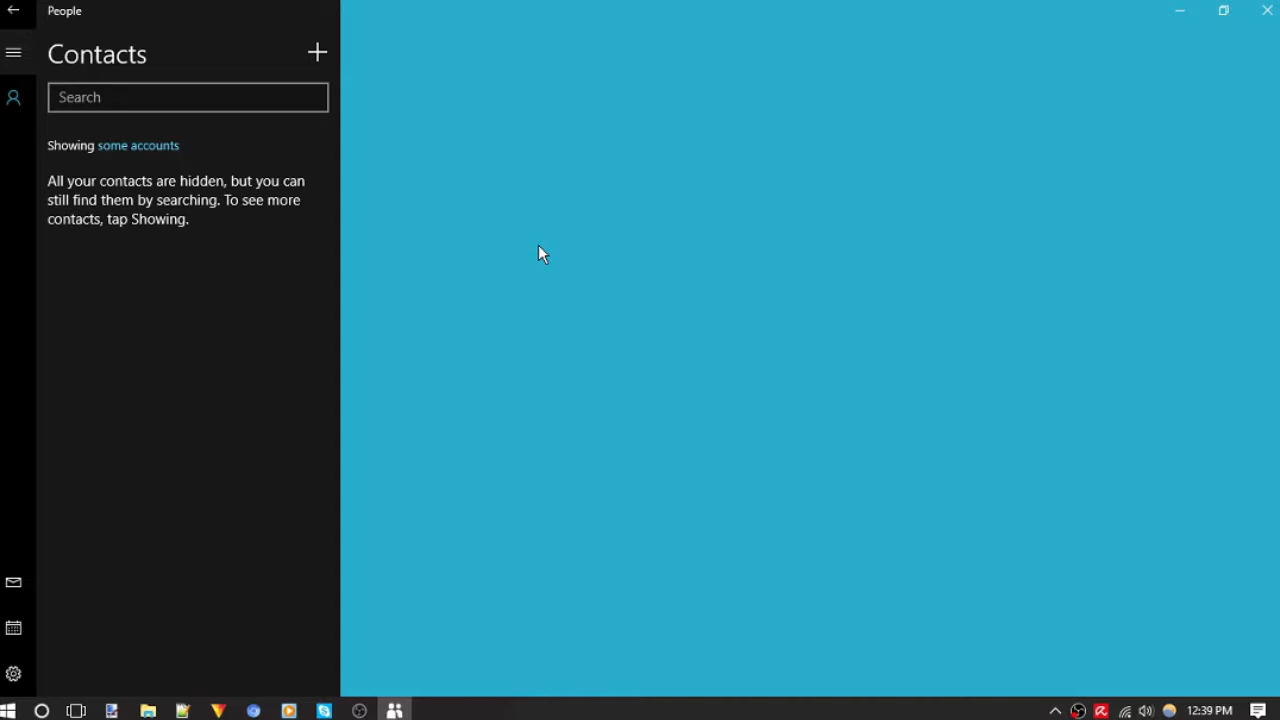 People
Contacts
Search
Showing some accounts
All your contacts are hidden, but you can
still find them by searching. To see more
contacts, tap Showing.
12:39 PM